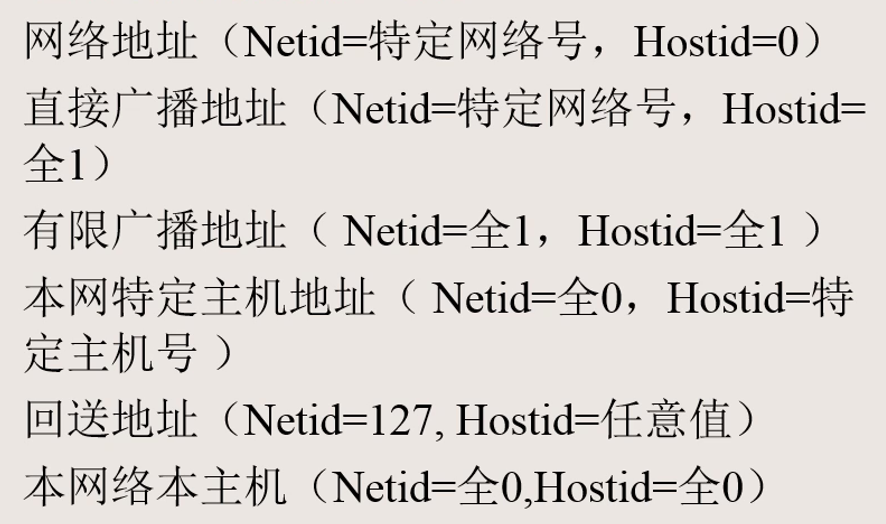 网络地址（Netid=特定网络号，Hostid=0）
直接广播地址（Netid=特定网络号，Hostid=
全1）
有限广播地址（ Netid=全1，Hostid=全1 ）
本网特定主机地址（ Netid=全0，Hostid=特
定主机号 ）
回送地址（Netid=127, Hostid=任意值）
本网络本主机（Netid=全0,Hostid=全0）